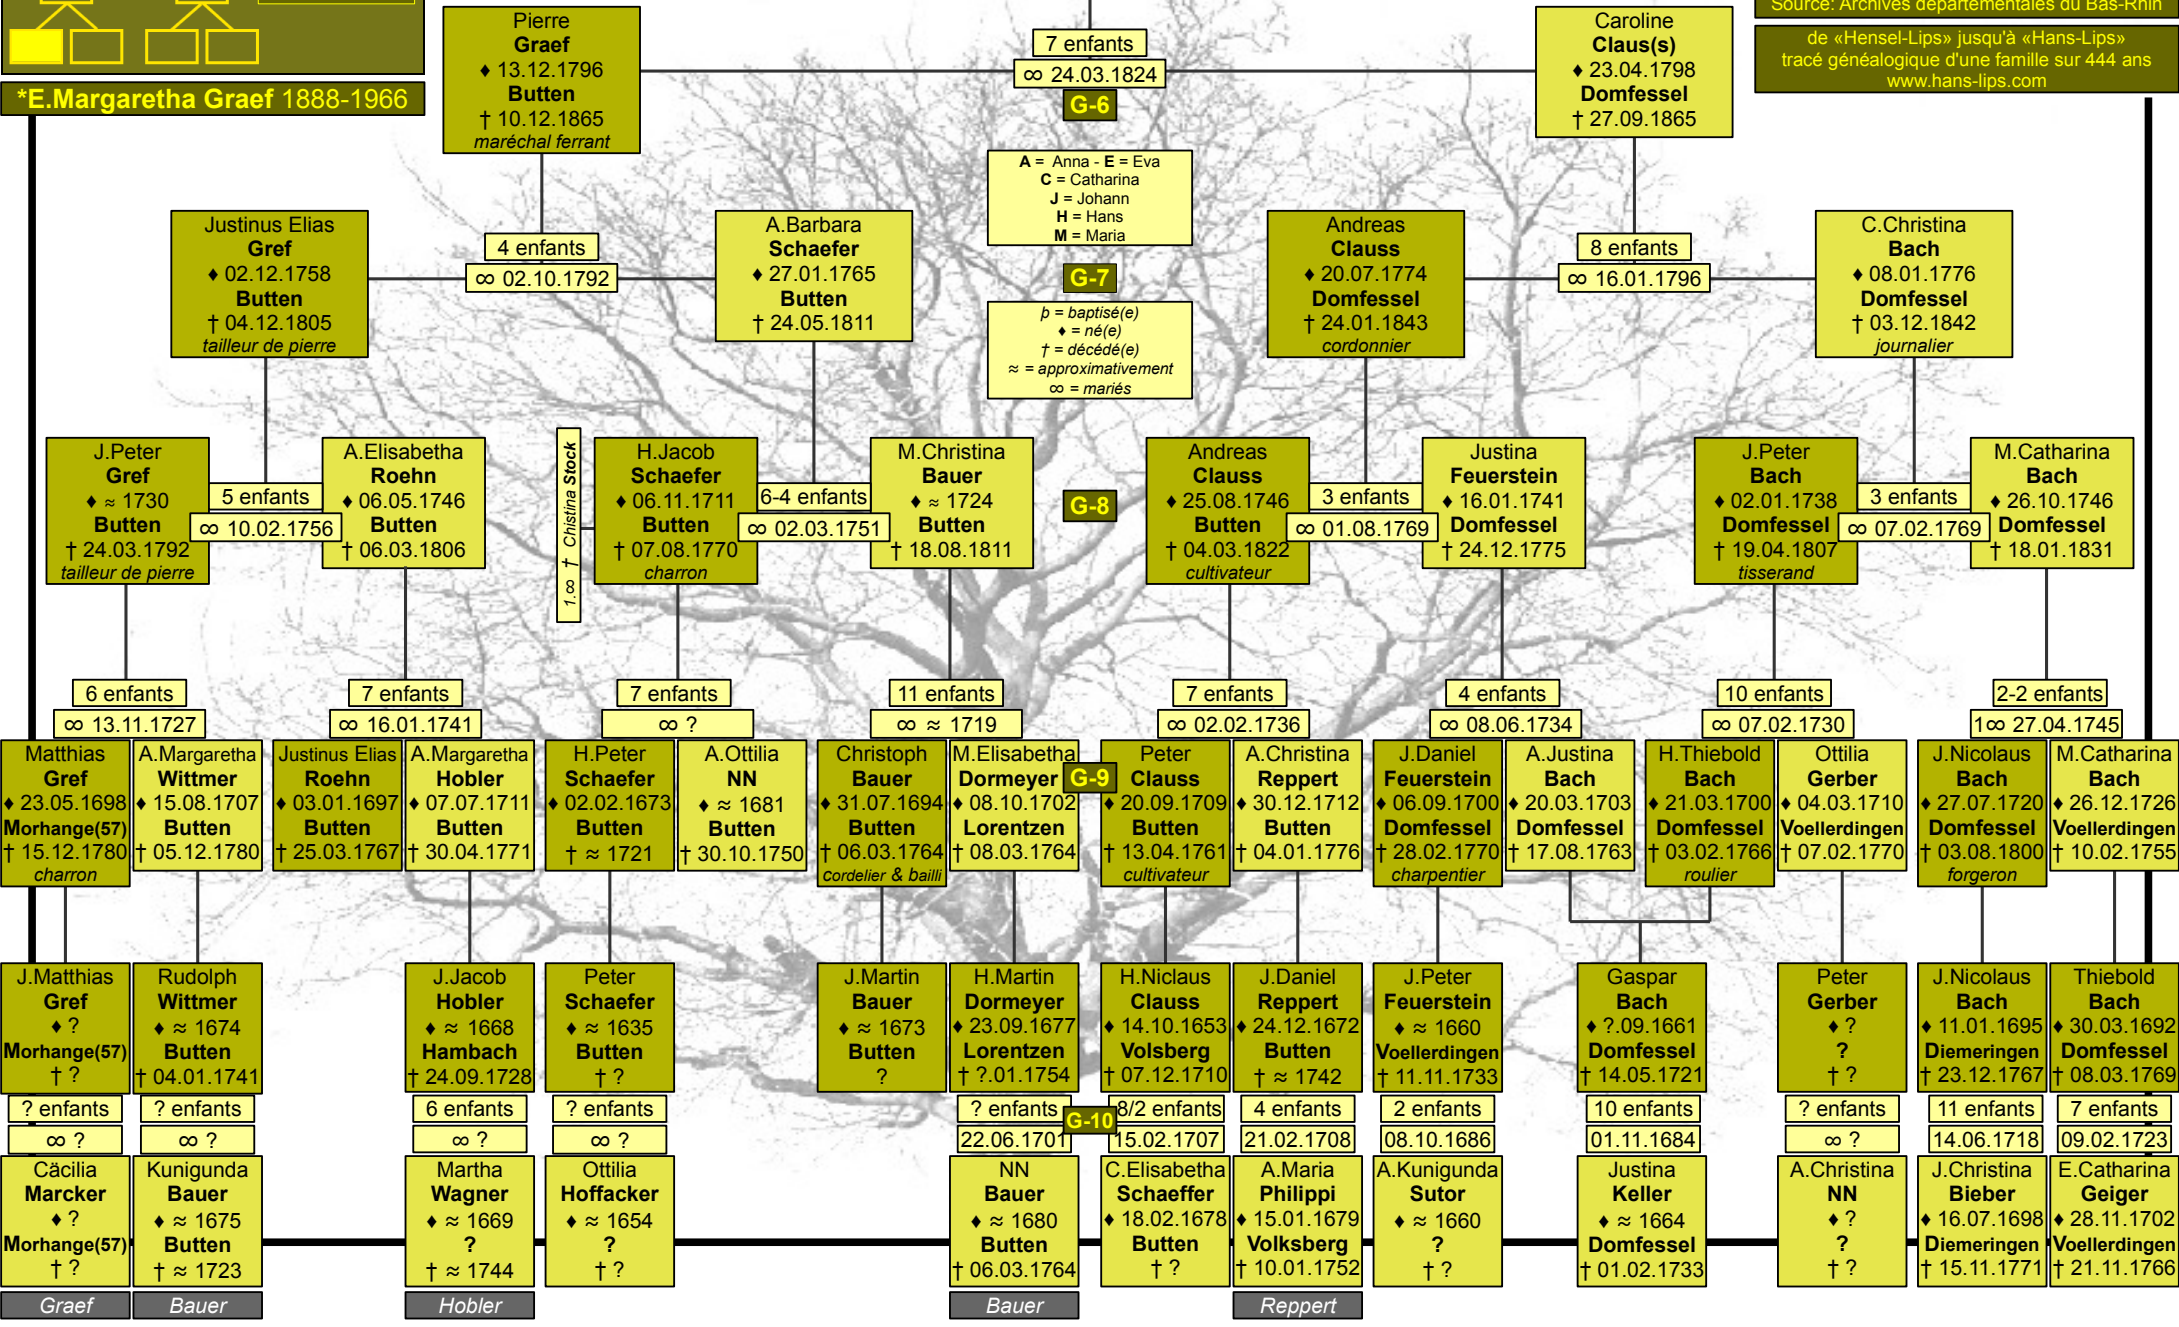 *E.Margaretha Graef 1888-1966
Pierre
Graef
♦ 13.12.1796
Butten
† 10.12.1865
maréchal ferrant
7 enfants
∞ 24.03.1824
G-6
Caroline
Claus(s)
♦ 23.04.1798
Domfessel
† 27.09.1865
Source: Archives départementales du Bas-Rhin
de «Hensel-Lips» jusqu'à «Hans-Lips»
tracé généalogique d'une famille sur 444 ans
www.hans-lips.com
A = Anna - E = Eva
C = Catharina
J = Johann
H = Hans
M = Maria
Justinus Elias
Gref
♦ 02.12.1758
Butten
† 04.12.1805
tailleur de pierre
4 enfants
∞ 02.10.1792
A.Barbara
Schaefer
♦ 27.01.1765
Butten
† 24.05.1811
G-7
þ = baptisé(e)
♦ = né(e)
† = décédé(e)
≈ = approximativement
∞ = mariés
Andreas
Clauss
♦ 20.07.1774
Domfessel
† 24.01.1843
cordonnier
8 enfants
∞ 16.01.1796
C.Christina
Bach
♦ 08.01.1776
Domfessel
† 03.12.1842
journalier
J.Peter
Gref
♦ ≈ 1730
Butten
† 24.03.1792
tailleur de pierre
5 enfants
∞ 10.02.1756
A.Elisabetha
Roehn
♦ 06.05.1746
Butten
† 06.03.1806
1.∞ † Chistina Stock
H.Jacob
Schaefer
♦ 06.11.1711
Butten
† 07.08.1770
charron
6-4 enfants
∞ 02.03.1751
M.Christina
Bauer
♦ ≈ 1724
Butten
† 18.08.1811
G-8
Andreas
Clauss
♦ 25.08.1746
Butten
† 04.03.1822
cultivateur
3 enfants
∞ 01.08.1769
Justina
Feuerstein
♦ 16.01.1741
Domfessel
† 24.12.1775
J.Peter
Bach
♦ 02.01.1738
Domfessel
† 19.04.1807
tisserand
3 enfants
∞ 07.02.1769
M.Catharina
Bach
♦ 26.10.1746
Domfessel
† 18.01.1831
6 enfants
∞ 13.11.1727
7 enfants
∞ 16.01.1741
7 enfants
∞ ?
11 enfants
∞ ≈ 1719
7 enfants
∞ 02.02.1736
4 enfants
∞ 08.06.1734
10 enfants
∞ 07.02.1730
2-2 enfants
1∞ 27.04.1745
Matthias
Gref
♦ 23.05.1698
Morhange(57)
† 15.12.1780
charron
A.Margaretha
Wittmer
♦ 15.08.1707
Butten
† 05.12.1780
Justinus Elias
Roehn
♦ 03.01.1697
Butten
† 25.03.1767
A.Margaretha
Hobler
♦ 07.07.1711
Butten
† 30.04.1771
H.Peter
Schaefer
♦ 02.02.1673
Butten
† ≈ 1721
A.Ottilia
NN
♦ ≈ 1681
Butten
† 30.10.1750
Christoph
Bauer
♦ 31.07.1694
Butten
† 06.03.1764
cordelier & bailli
M.Elisabetha
Dormeyer
♦ 08.10.1702
Lorentzen
† 08.03.1764
G-9
Peter
Clauss
♦ 20.09.1709
Butten
† 13.04.1761
cultivateur
A.Christina
Reppert
♦ 30.12.1712
Butten
† 04.01.1776
J.Daniel
Feuerstein
♦ 06.09.1700
Domfessel
† 28.02.1770
charpentier
A.Justina
Bach
♦ 20.03.1703
Domfessel
† 17.08.1763
H.Thiebold
Bach
♦ 21.03.1700
Domfessel
† 03.02.1766
roulier
Ottilia
Gerber
♦ 04.03.1710
Voellerdingen
† 07.02.1770
J.Nicolaus
Bach
♦ 27.07.1720
Domfessel
† 03.08.1800
forgeron
M.Catharina
Bach
♦ 26.12.1726
Voellerdingen
† 10.02.1755
J.Matthias
Gref
♦ ?
Morhange(57)
† ?
Rudolph
Wittmer
♦ ≈ 1674
Butten
† 04.01.1741
J.Jacob
Hobler
♦ ≈ 1668
Hambach
† 24.09.1728
Peter
Schaefer
♦ ≈ 1635
Butten
† ?
J.Martin
Bauer
♦ ≈ 1673
Butten
?
H.Martin
Dormeyer
♦ 23.09.1677
Lorentzen
† ?.01.1754
H.Niclaus
Clauss
♦ 14.10.1653
Volsberg
† 07.12.1710
J.Daniel
Reppert
♦ 24.12.1672
Butten
† ≈ 1742
J.Peter
Feuerstein
♦ ≈ 1660
Voellerdingen
† 11.11.1733
Gaspar
Bach
♦ ?.09.1661
Domfessel
† 14.05.1721
Peter
Gerber
♦ ?
?
† ?
J.Nicolaus
Bach
♦ 11.01.1695
Diemeringen
† 23.12.1767
Thiebold
Bach
♦ 30.03.1692
Domfessel
† 08.03.1769
? enfants
∞ ?
? enfants
∞ ?
6 enfants
∞ ?
? enfants
∞ ?
? enfants
22.06.1701
G-10
8/2 enfants
15.02.1707
4 enfants
21.02.1708
2 enfants
08.10.1686
10 enfants
01.11.1684
? enfants
∞ ?
11 enfants
14.06.1718
7 enfants
09.02.1723
Cäcilia
Marcker
♦ ?
Morhange(57)
† ?
Kunigunda
Bauer
♦ ≈ 1675
Butten
† ≈ 1723
Martha
Wagner
♦ ≈ 1669
?
† ≈ 1744
Ottilia
Hoffacker
♦ ≈ 1654
?
† ?
NN
Bauer
♦ ≈ 1680
Butten
† 06.03.1764
C.Elisabetha
Schaeffer
♦ 18.02.1678
Butten
† ?
A.Maria
Philippi
♦ 15.01.1679
Volksberg
† 10.01.1752
A.Kunigunda
Sutor
♦ ≈ 1660
?
† ?
Justina
Keller
♦ ≈ 1664
Domfessel
† 01.02.1733
A.Christina
NN
♦ ?
?
† ?
J.Christina
Bieber
♦ 16.07.1698
Diemeringen
† 15.11.1771
E.Catharina
Geiger
♦ 28.11.1702
Voellerdingen
† 21.11.1766
Graef
Bauer
Hobler
Bauer
Reppert